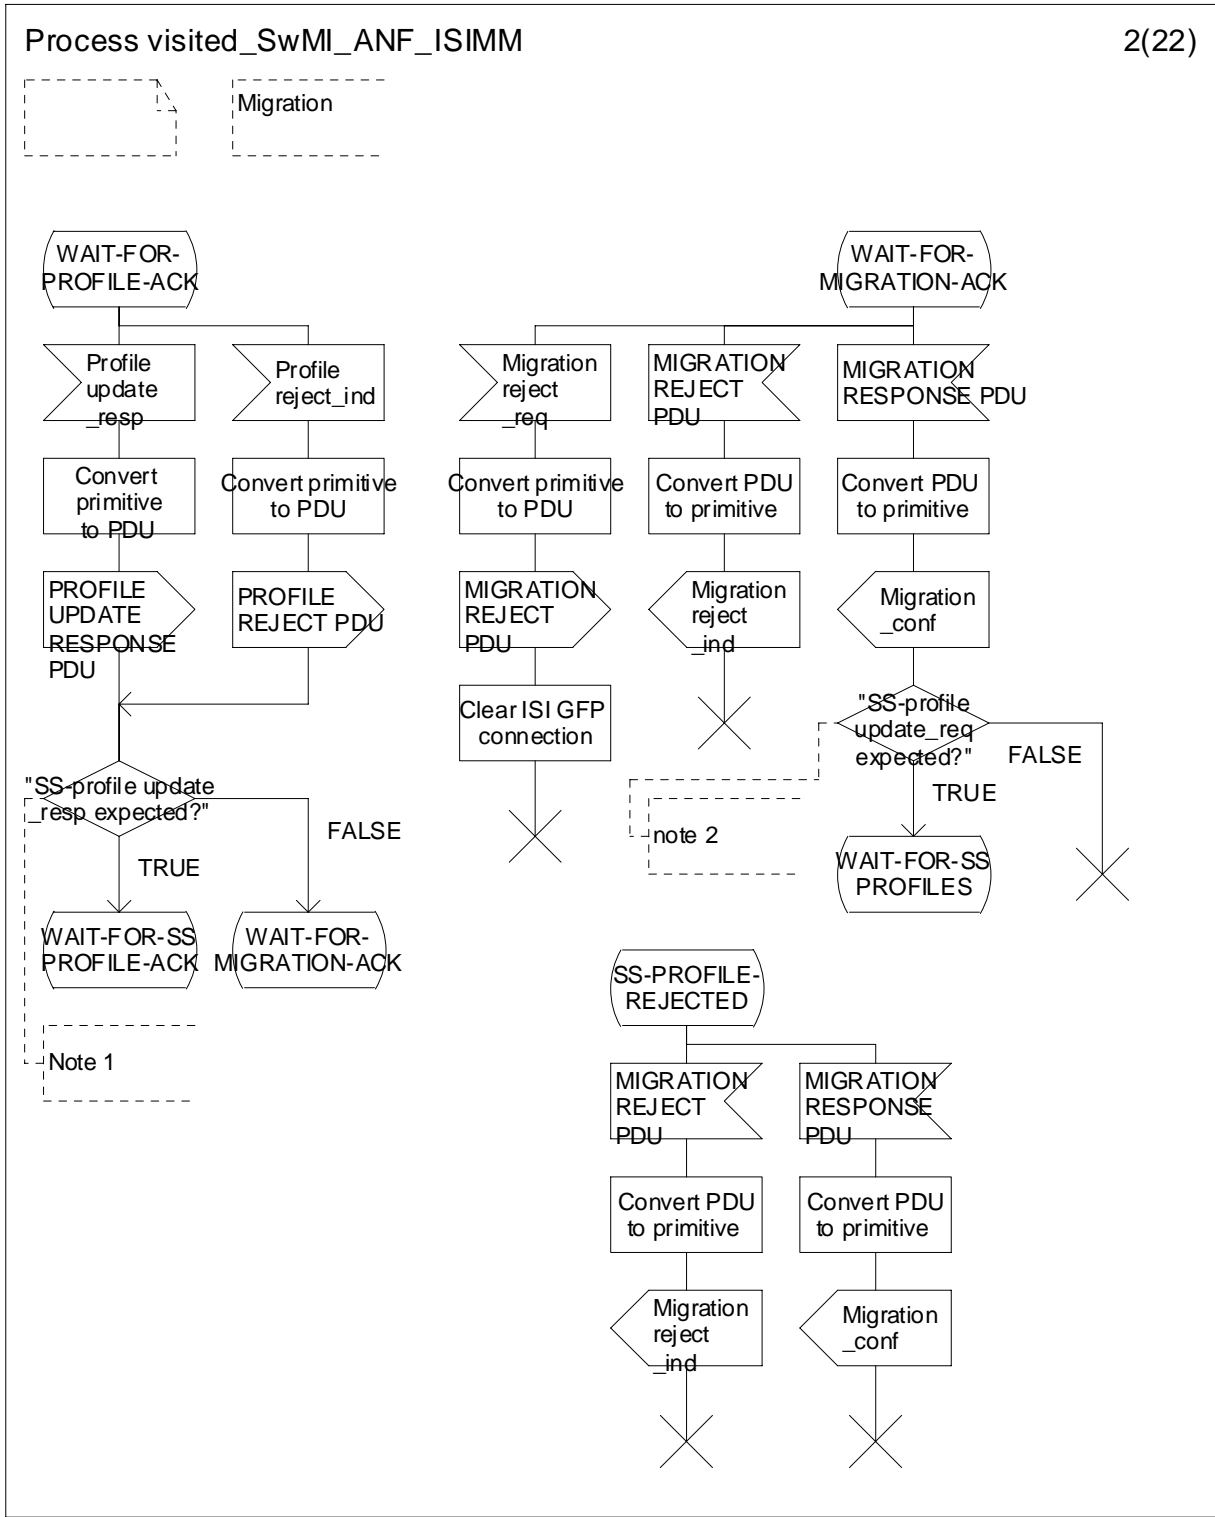 Process visited_SwMI_ANF_ISIMM
2(22)
Migration
WAIT-FOR-
PROFILE-ACK
Profile
update
_resp
Convert
primitive
to PDU
PROFILE
UPDATE
RESPONSE
PDU
Profile
reject_ind
Convert primitive
to PDU
PROFILE
REJECT PDU
"SS-profile update
_resp expected?"
TRUE
FALSE
WAIT-FOR-SS
PROFILE-ACK
WAIT-FOR-
MIGRATION-ACK
Note 1
WAIT-FOR-
MIGRATION-ACK
Migration
reject
_req
Convert primitive
to PDU
MIGRATION
REJECT
PDU
Clear ISI GFP
connection
MIGRATION
REJECT
PDU
Convert PDU
to primitive
Migration
reject
_ind
MIGRATION
RESPONSE PDU
Convert PDU
to primitive
Migration
_conf
"SS-profile
update_req
expected?"
FALSE
TRUE
note 2
WAIT-FOR-SS
PROFILES
SS-PROFILE-
REJECTED
MIGRATION
REJECT
PDU
Convert PDU
to primitive
Migration
reject
_ind
MIGRATION
RESPONSE
PDU
Convert PDU
to primitive
Migration
_conf